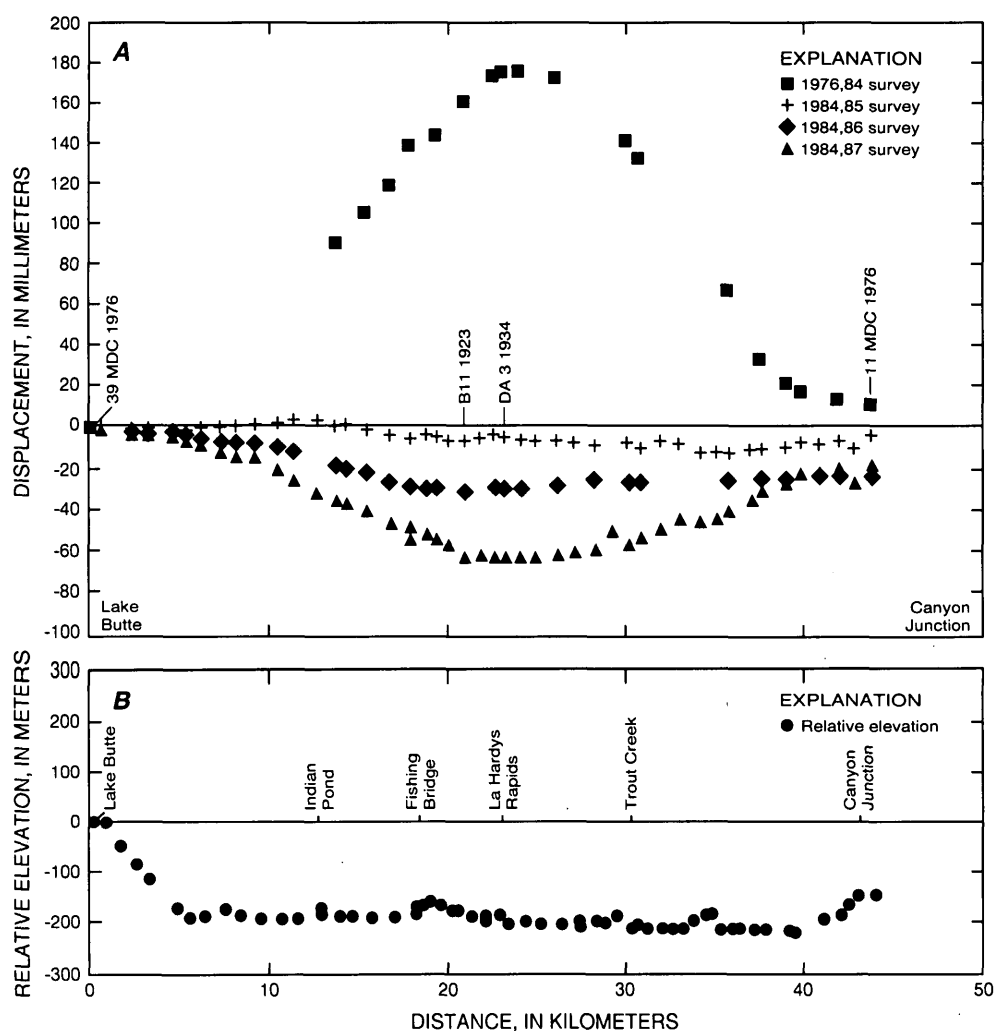 A
200
180
160
140
120
100
80
60
40
20
0
-20
-40
-60
-80
-100
DISPLACEMENT, IN MILLIMETERS
EXPLANATION
1976,84 survey
1984,85 survey
1984,86 survey
1984,87 survey
39 MDC 1976
B11 1923
DA 3 1934
11 MDC 1976
Lake
Butte
Canyon
Junction
B
300
200
100
0
-100
-200
-300
RELATIVE ELEVATION, IN METERS
EXPLANATION
Relative elevation
Lake Butte
Indian
Pond
Fishing
Bridge
La Hardys
Rapids
Trout Creek
Canyon
Junction
0
10
20
30
40
50
DISTANCE, IN KILOMETERS